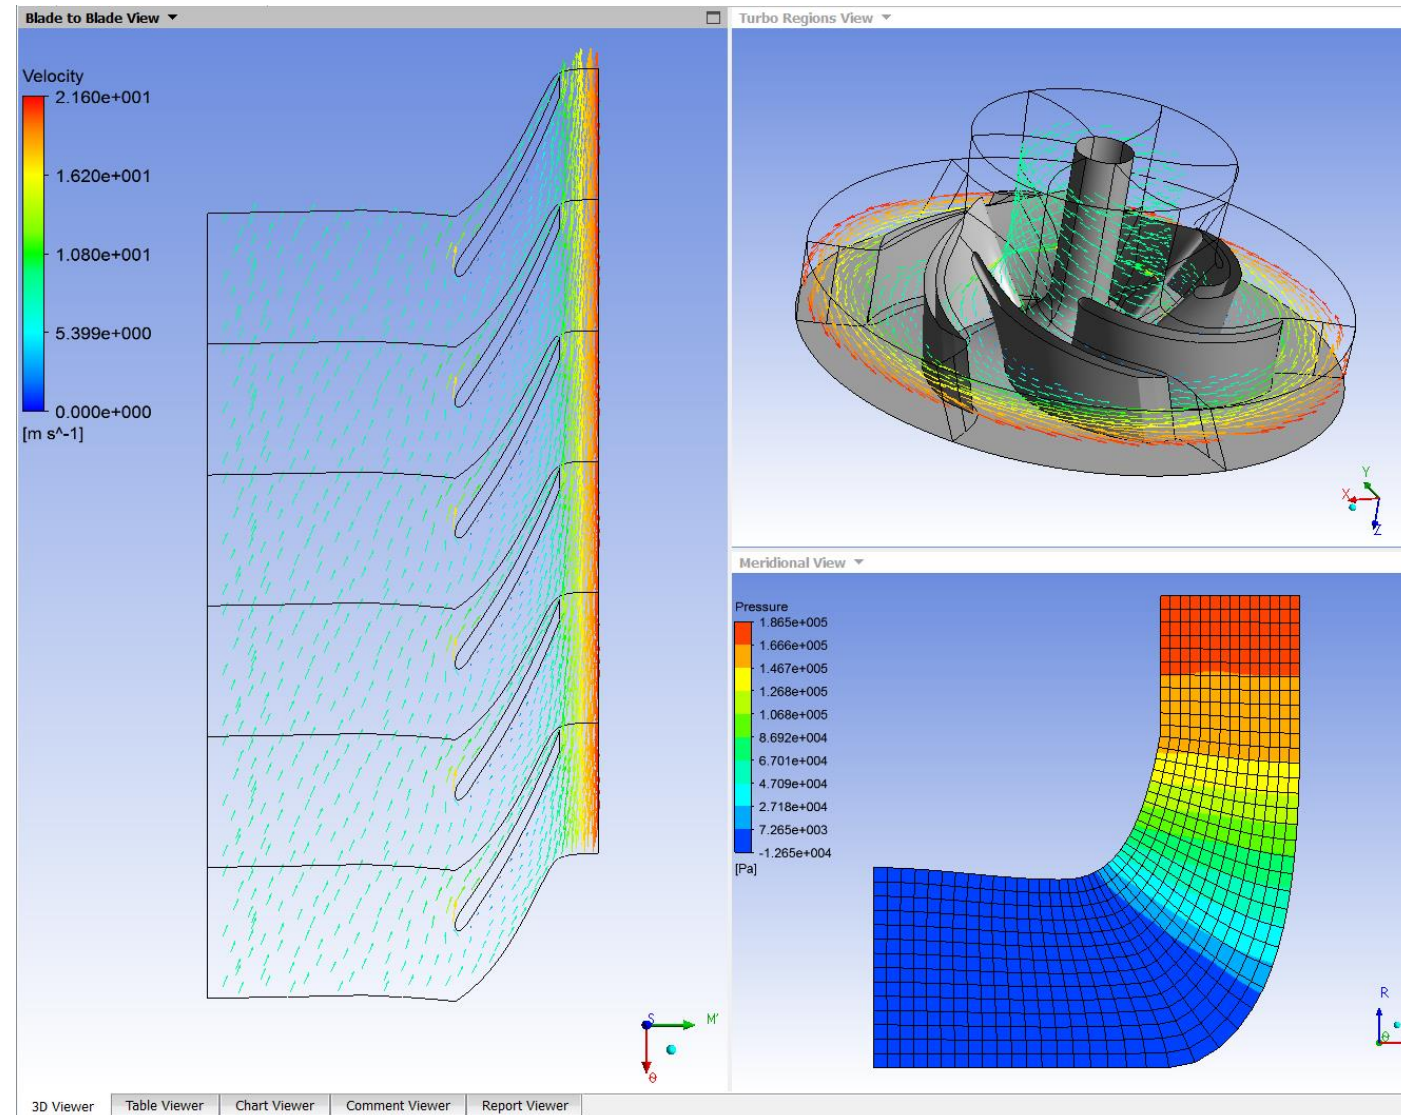 Blade to Blade View
Velocity
2.160e+001
1.620e+001
1.080e+001
5.399e+000
0.000e+000
[m s^-1]
S
M'
θ
Turbo Regions View
Y
X
Z
Meridional View
Pressure
1.865e+005
1.666e+005
1.467e+005
1.268e+005
1.068e+005
8.692e+004
6.701e+004
4.709e+004
2.718e+004
7.265e+003
-1.265e+004
[Pa]
R
θ
3D Viewer
Table Viewer
Chart Viewer
Comment Viewer
Report Viewer